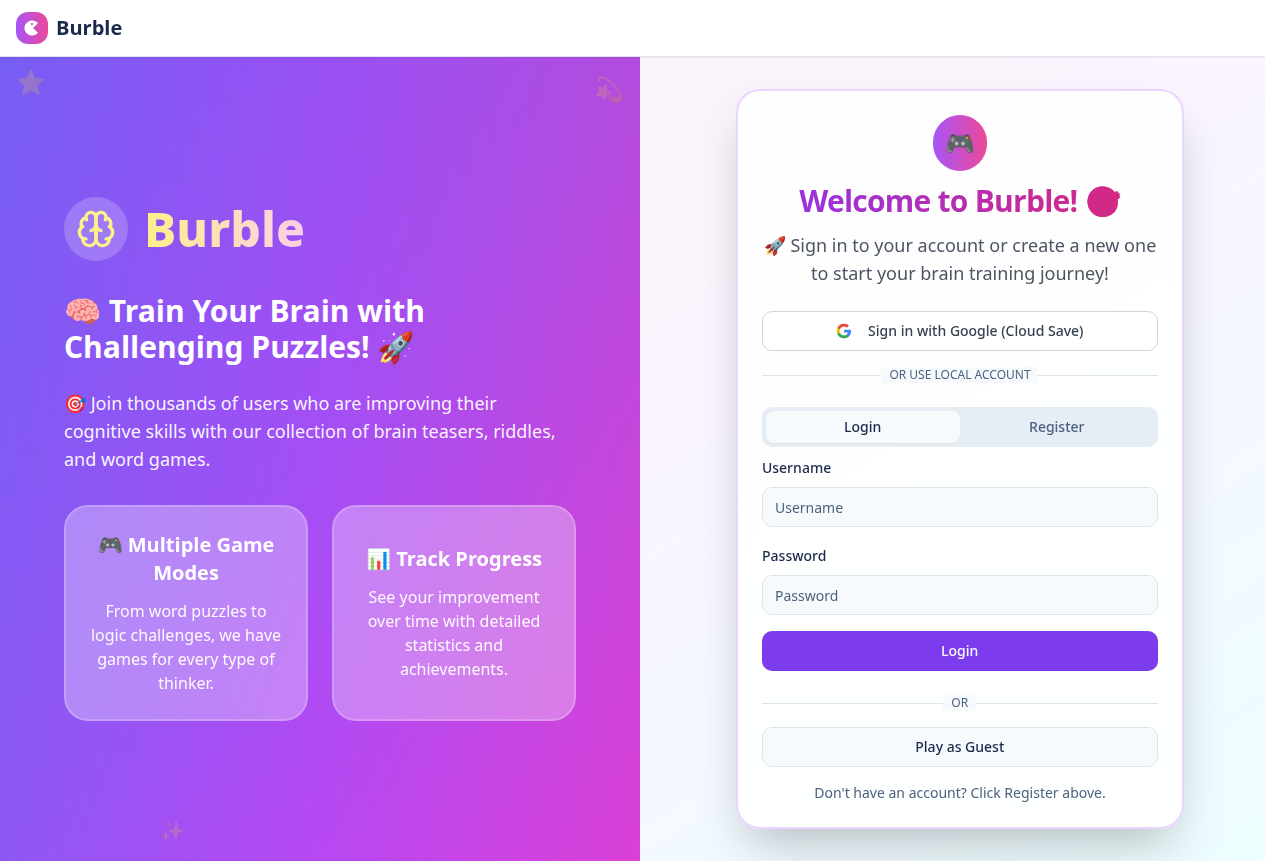 Burble
Burble
🧠 Train Your Brain with
Challenging Puzzles! 🚀
🎯 Join thousands of users who are improving their
cognitive skills with our collection of brain teasers, riddles,
and word games.
🎮 Multiple Game
Modes
From word puzzles to
logic challenges, we have
games for every type of
thinker.
📊 Track Progress
See your improvement
over time with detailed
statistics and
achievements.
Welcome to Burble! 🎯
🚀 Sign in to your account or create a new one
to start your brain training journey!
Sign in with Google (Cloud Save)
OR USE LOCAL ACCOUNT
Login
Register
Username
Username
Password
Password
Login
OR
Play as Guest
Don't have an account? Click Register above.